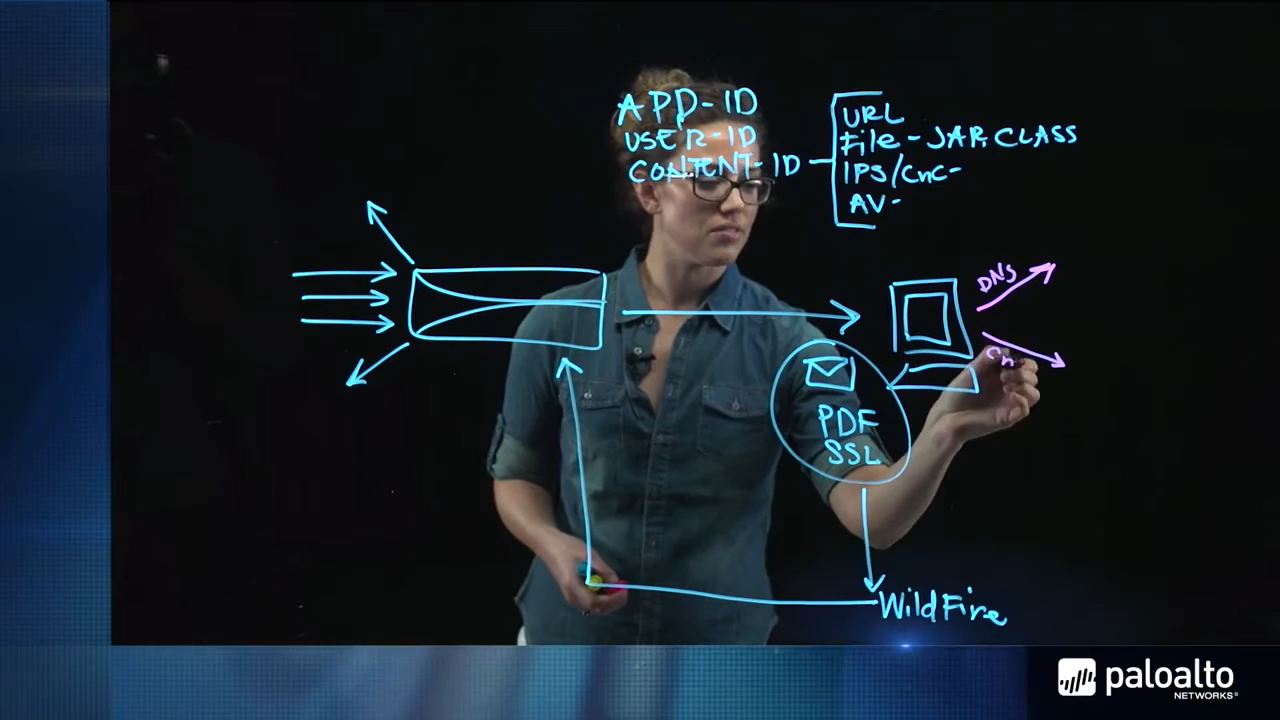 APP-ID
USER-ID
CONTENT-ID
URL
File - JAR, CLASS
IPS/CnC-
AV-
DNS
Cn
PDF
SSL
WildFire
paloalto
NETWORKS®